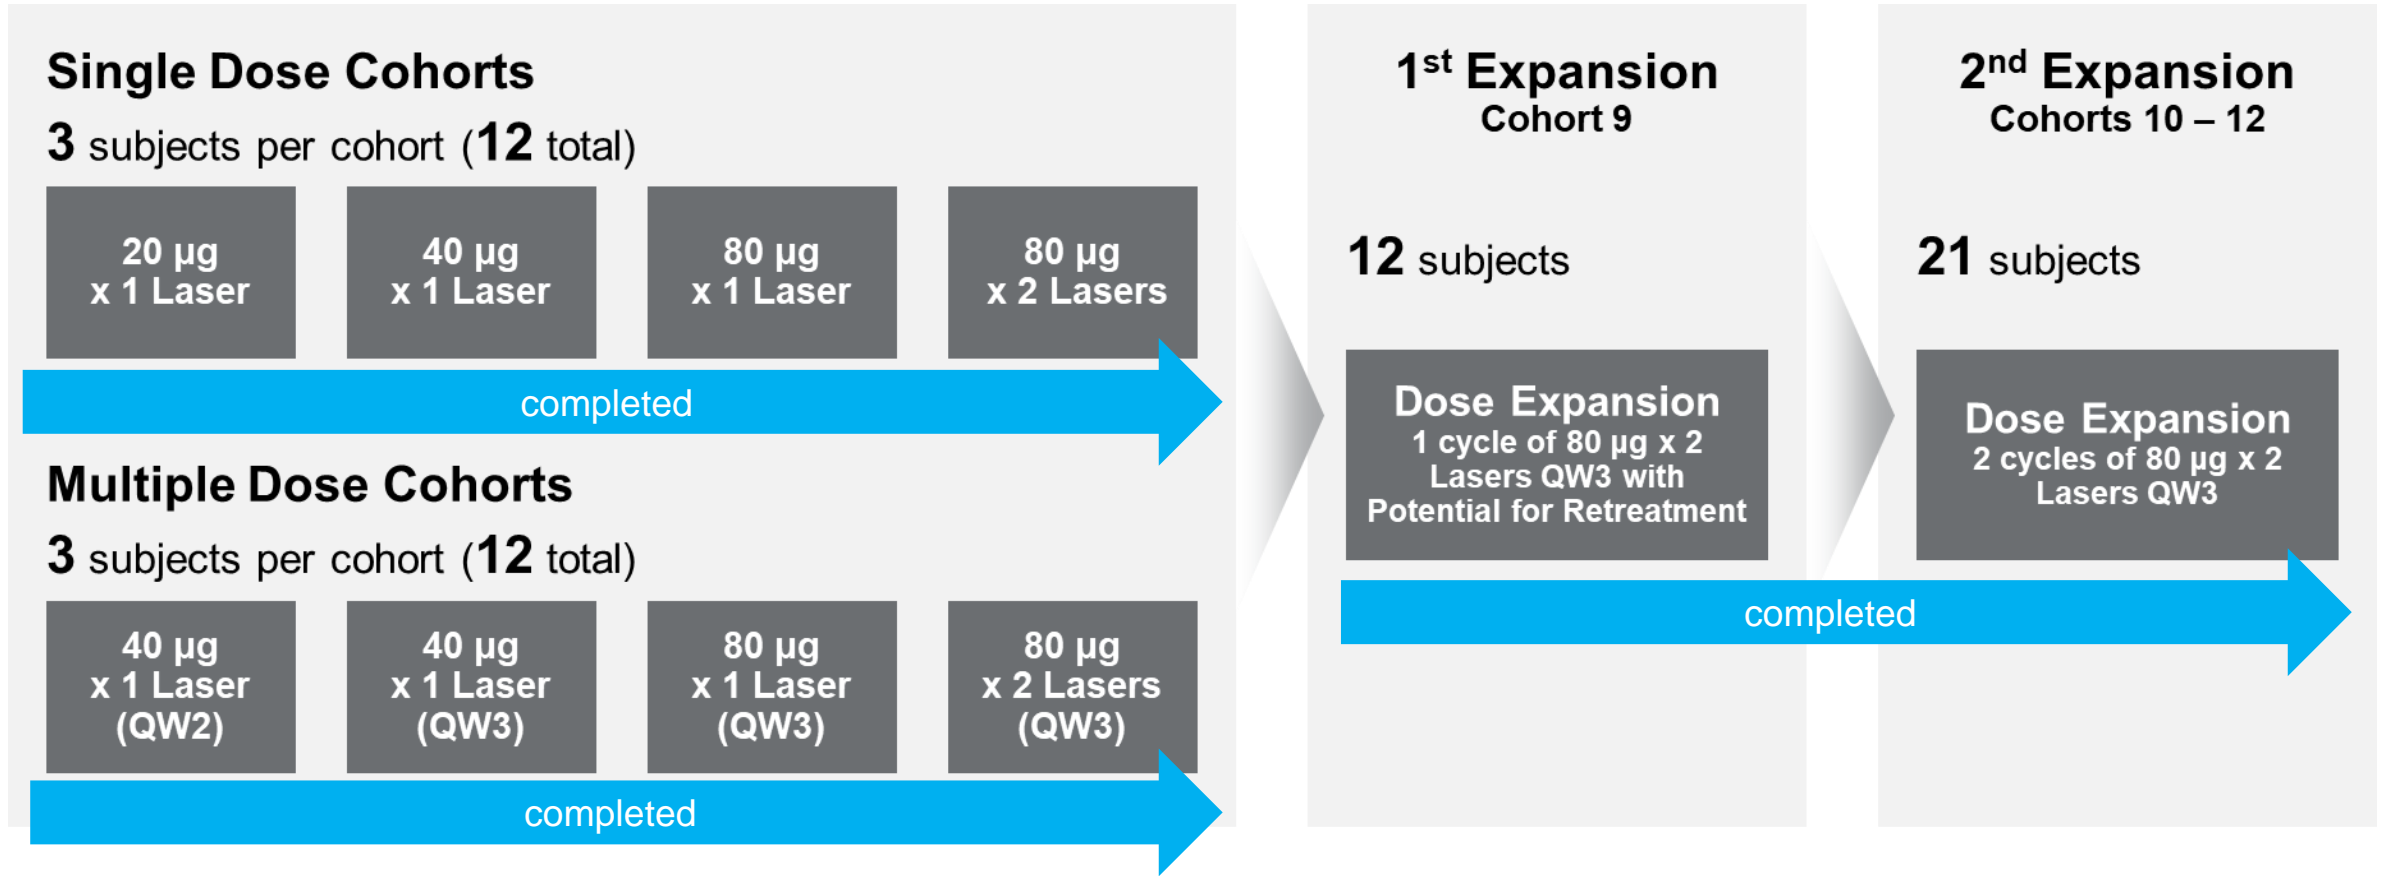 Single Dose Cohorts
3 subjects per cohort (12 total)
20 µg
x 1 Laser
40 µg
x 1 Laser
80 µg
x 1 Laser
80 µg
x 2 Lasers
completed
Multiple Dose Cohorts
3 subjects per cohort (12 total)
40 µg
x 1 Laser
(QW2)
40 µg
x 1 Laser
(QW3)
80 µg
x 1 Laser
(QW3)
80 µg
x 2 Lasers
(QW3)
completed
1st Expansion
Cohort 9
12 subjects
Dose Expansion
1 cycle of 80 µg x 2
Lasers QW3 with
Potential for Retreatment
2nd Expansion
Cohorts 10 – 12
21 subjects
Dose Expansion
2 cycles of 80 µg x 2
Lasers QW3
completed